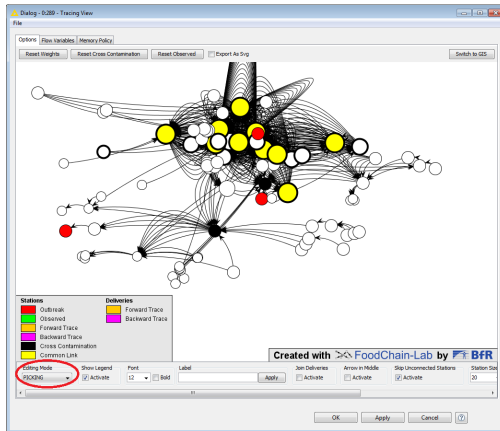 Dialog - 0:289 - Tracing View
File
Options Flow Variables Memory Policy
Reset Weights Reset Cross Contamination Reset Observed Export As Svg Switch to GIS
Stations Deliveries
Outbreak Forward Trace
Observed Backward Trace
Forward Trace
Backward Trace
Cross Contamination
Common Link
Created with FoodChain-Lab by BfR
Editing Mode Show Legend Font Label Join Deliveries Arrow in Middle Skip Unconnected Stations Station Size
PICKING Activate 12 Bold Apply Activate Activate Activate 20
OK Apply Cancel ?